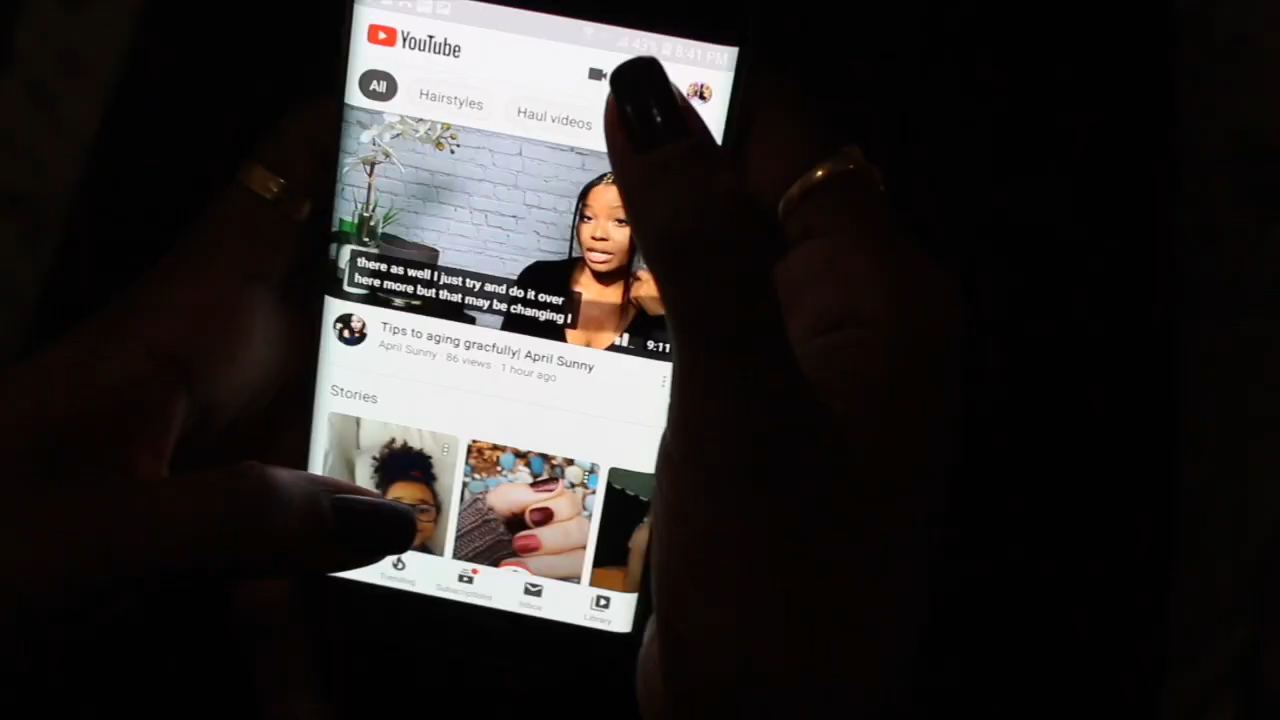 43% 8:41 PM
YouTube
All
Hairstyles
Haul videos
there as well I just try and do it over
here more but that may be changing I
9:11
Tips to aging gracfully| April Sunny
April Sunny · 86 views · 1 hour ago
Stories
Trending
Subscriptions
Inbox
Library